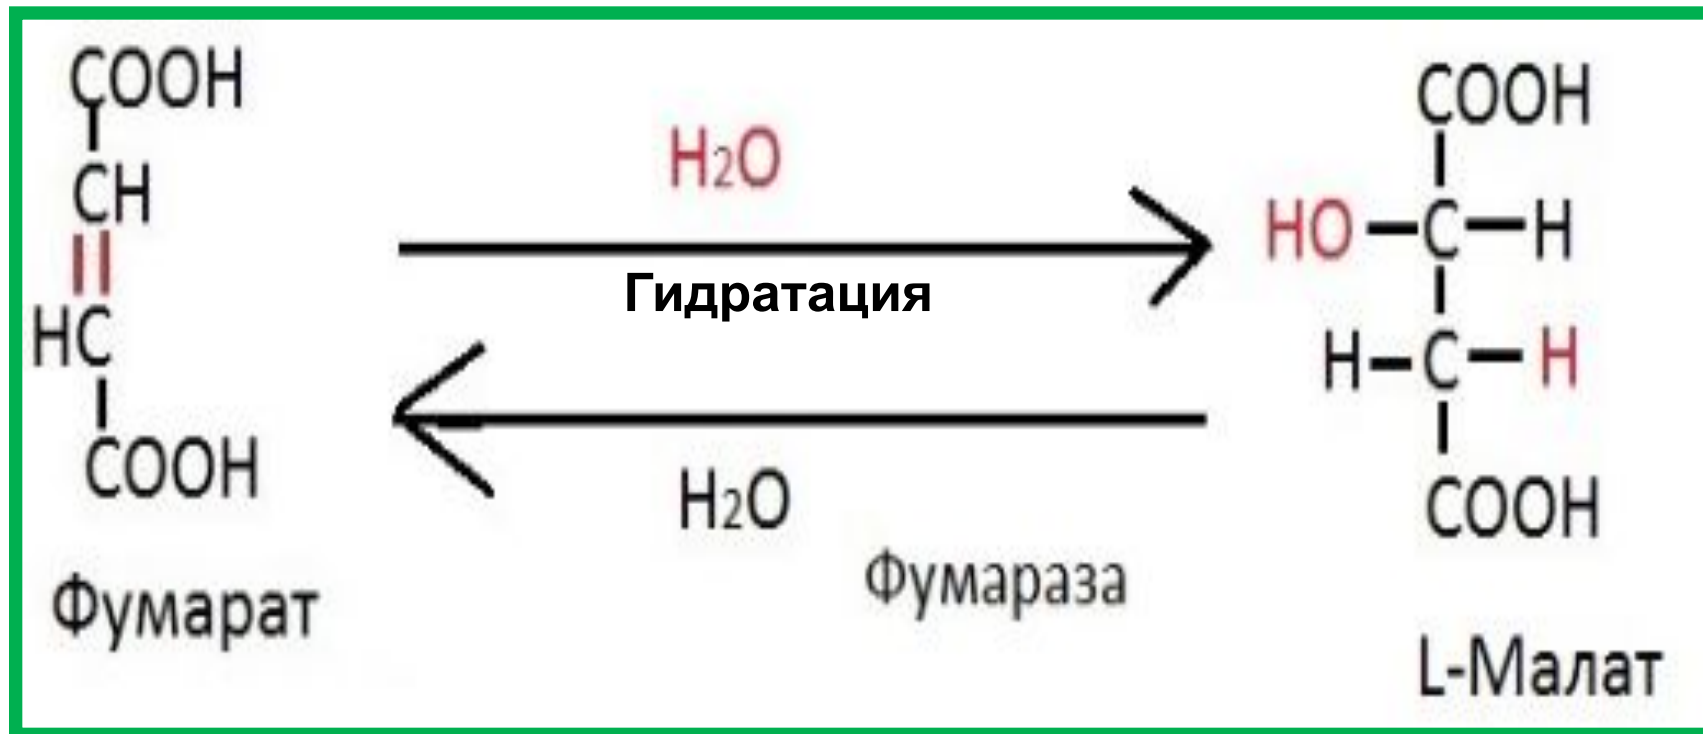 COOH
CH
HC
COOH
Фумарат
H2O
Гидратация
H2O
Фумараза
COOH
HO C H
H C H
COOH
L-Малат